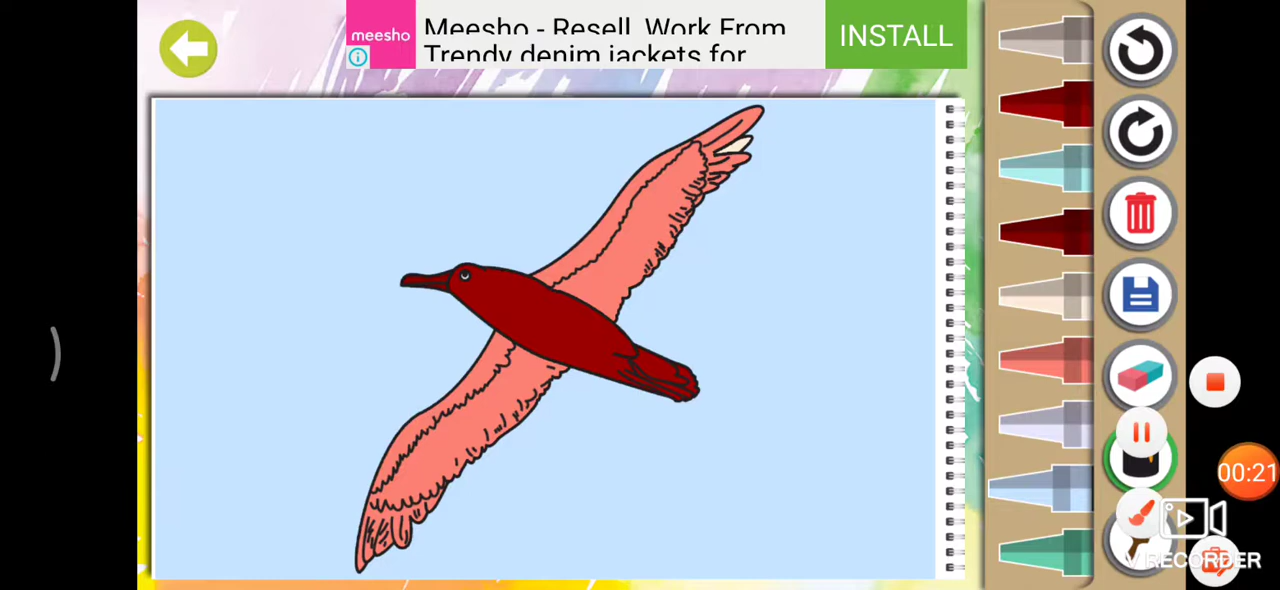 meesho
Meesho - Resell, Work From
Trendy denim jackets for
INSTALL
00:21
V RECORDER